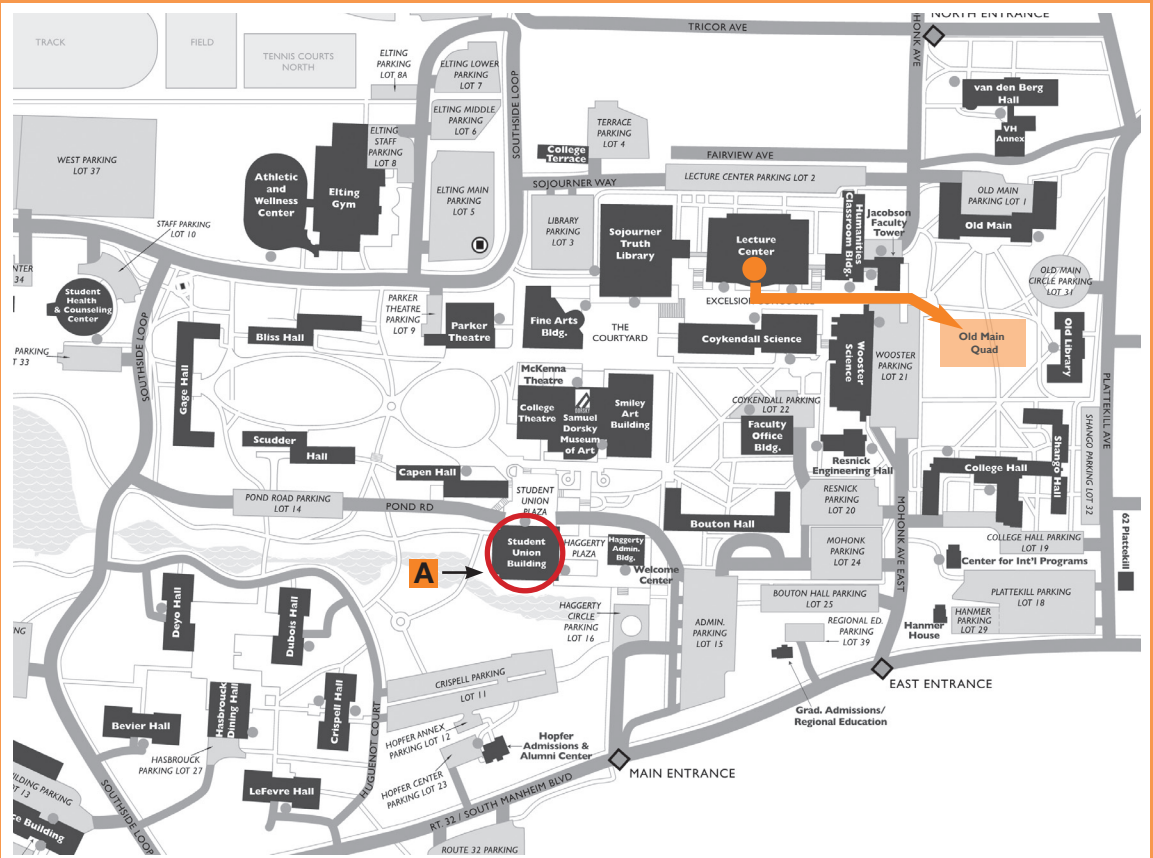 NORTH ENTRANCE
TRICOR AVE
MOHONK AVE
TRACK
FIELD
TENNIS COURTS
NORTH
ELTING
PARKING
LOT 8A
ELTING LOWER
PARKING
LOT 7
ELTING MIDDLE
PARKING
LOT 6
SOUTHSIDE LOOP
van den Berg
Hall
VH
Annex
TERRACE
PARKING
LOT 4
ELTING
STAFF
PARKING
LOT 8
College
Terrace
FAIRVIEW AVE
WEST PARKING
LOT 37
Athletic
and
Wellness
Center
Elting
Gym
ELTING MAIN
PARKING
LOT 5
SOJOURNER WAY
LECTURE CENTER PARKING LOT 2
OLD MAIN
PARKING LOT 1
Old Main
STAFF PARKING
LOT 10
LIBRARY
PARKING
LOT 3
Sojourner
Truth
Library
Lecture
Center
Humanities
Classroom Bldg.
Jacobson
Faculty
Tower
NTER
34
Student
Health
& Counseling
Center
OLD MAIN
CIRCLE PARKING
LOT 31
PARKER
THEATRE
PARKING
LOT 9
Parker
Theatre
Fine Arts
Bldg.
THE
COURTYARD
EXCELSIOR CONCOURSE
Coykendall Science
Wooster
Science
WOOSTER
PARKING
LOT 21
Old Main
Quad
Old Library
PARKING
T 33
SOUTHSIDE LOOP
Bliss Hall
Gage Hall
PLATTEKILL AVE
McKenna
Theatre
College
Theatre
DORSKY
Samuel
Dorsky
Museum
of Art
Smiley
Art
Building
COYKENDALL PARKING
LOT 22
Faculty
Office
Bldg.
Resnick
Engineering Hall
Scudder
Hall
Capen Hall
College Hall
Shango Hall
SHANGO PARKING LOT 32
POND ROAD PARKING
LOT 14
POND RD
STUDENT
UNION
PLAZA
RESNICK
PARKING
LOT 20
MOHONK AVE EAST
Bouton Hall
62 Plattekill
A
Student
Union
Building
HAGGERTY
PLAZA
Haggerty
Admin.
Bldg.
Welcome
Center
MOHONK
PARKING
LOT 24
COLLEGE HALL PARKING
LOT 19
Center for Int'l Programs
BOUTON HALL PARKING
LOT 25
PLATTEKILL PARKING
LOT 18
Deyo Hall
Dubois Hall
HAGGERTY
CIRCLE
PARKING
LOT 16
ADMIN.
PARKING
LOT 15
REGIONAL ED.
PARKING
LOT 39
Hanmer
House
HANMER
PARKING
LOT 29
NG
CRISPELL PARKING
LOT 11
EAST ENTRANCE
Hasbrouck
Dining Hall
Crispell Hall
Grad. Admissions/
Regional Education
Bevier Hall
HASBROUCK
PARKING LOT 27
HUGUENOT COURT
HOPFER ANNEX
PARKING LOT 12
Hopfer
Admissions &
Alumni Center
HOPFER CENTER
PARKING LOT 23
MAIN ENTRANCE
UILDING PARKING
T 13
LeFevre Hall
RT. 32 / SOUTH MANHEIM BLVD
ce Building
SOUTHSIDE LOOP
ROUTE 32 PARKING